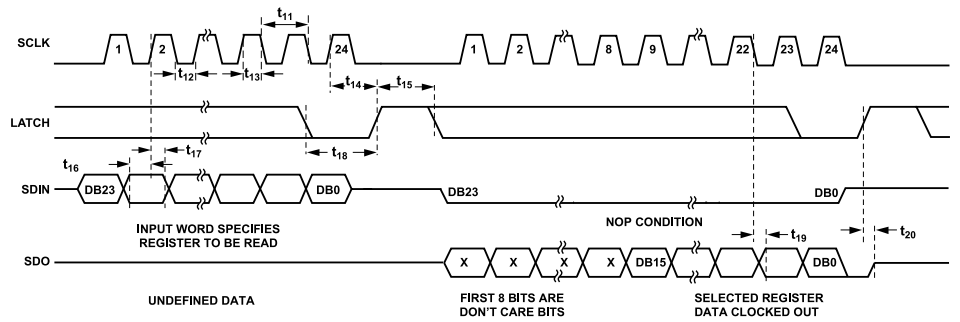 t11
SCLK
1 2 24 1 2 8 9 22 23 24
t12 t13
t14 t15
LATCH
t16 t17 t18
SDIN
DB23 DB0 DB23 DB0
INPUT WORD SPECIFIES
REGISTER TO BE READ
NOP CONDITION
t19 t20
SDO
X X X X DB15 DB0
UNDEFINED DATA
FIRST 8 BITS ARE
DON'T CARE BITS
SELECTED REGISTER
DATA CLOCKED OUT